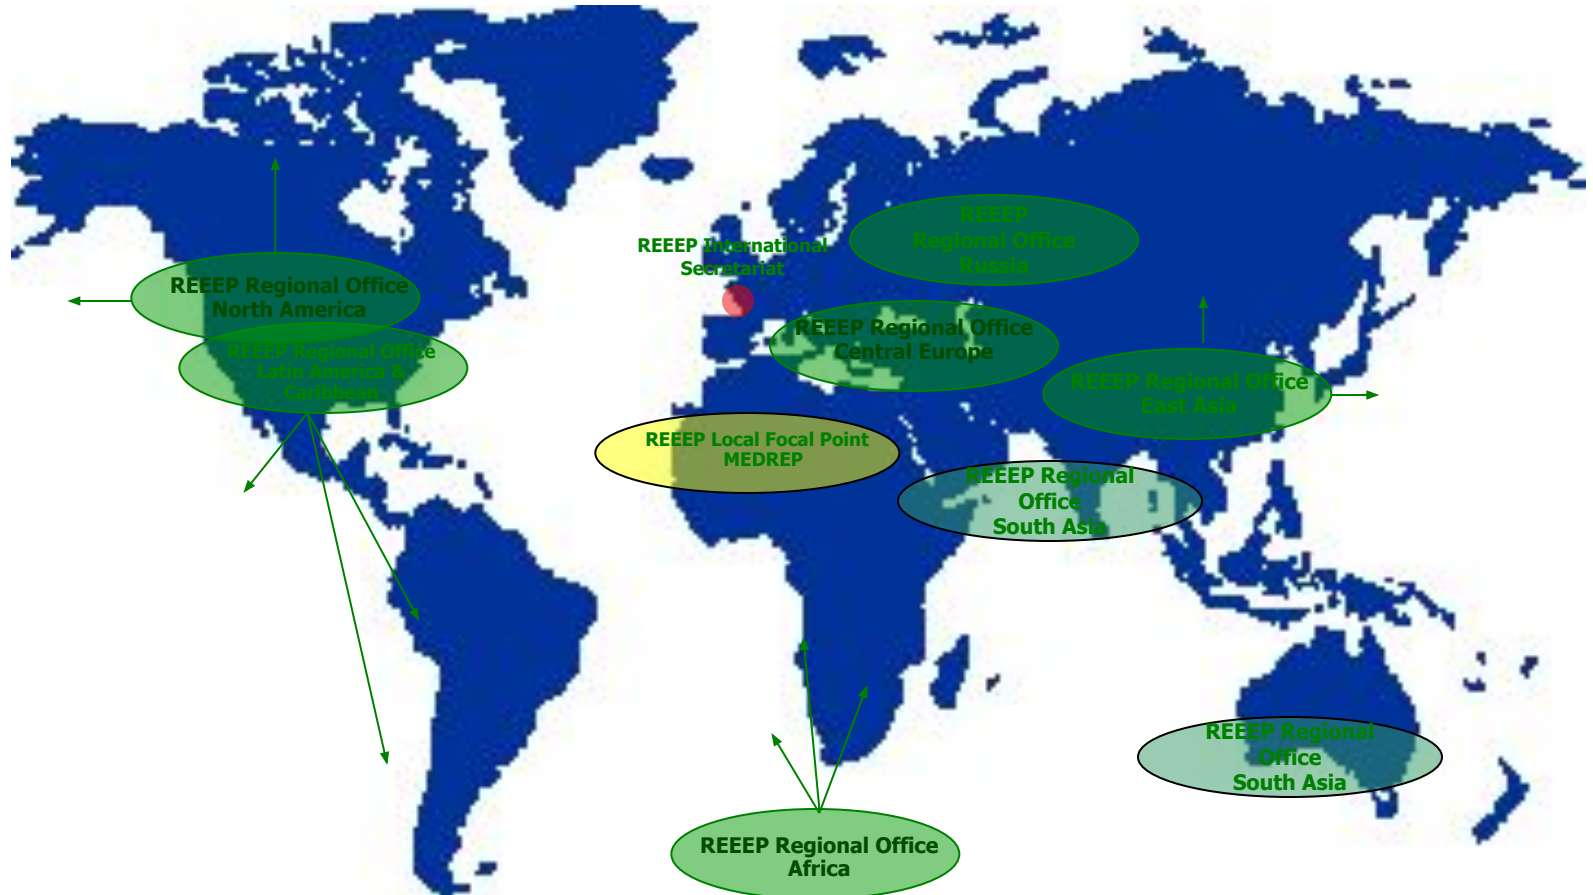 REEEP
Regional Office
Russia
REEEP International
Secretariat
REEEP Regional Office
North America
REEEP Regional Office
Central Europe
REEEP Regional Office
Latin America &
Caribbean
REEEP Regional Office
East Asia
REEEP Local Focal Point
MEDREP
REEEP Regional
Office
South Asia
REEEP Regional
Office
South Asia
REEEP Regional Office
Africa